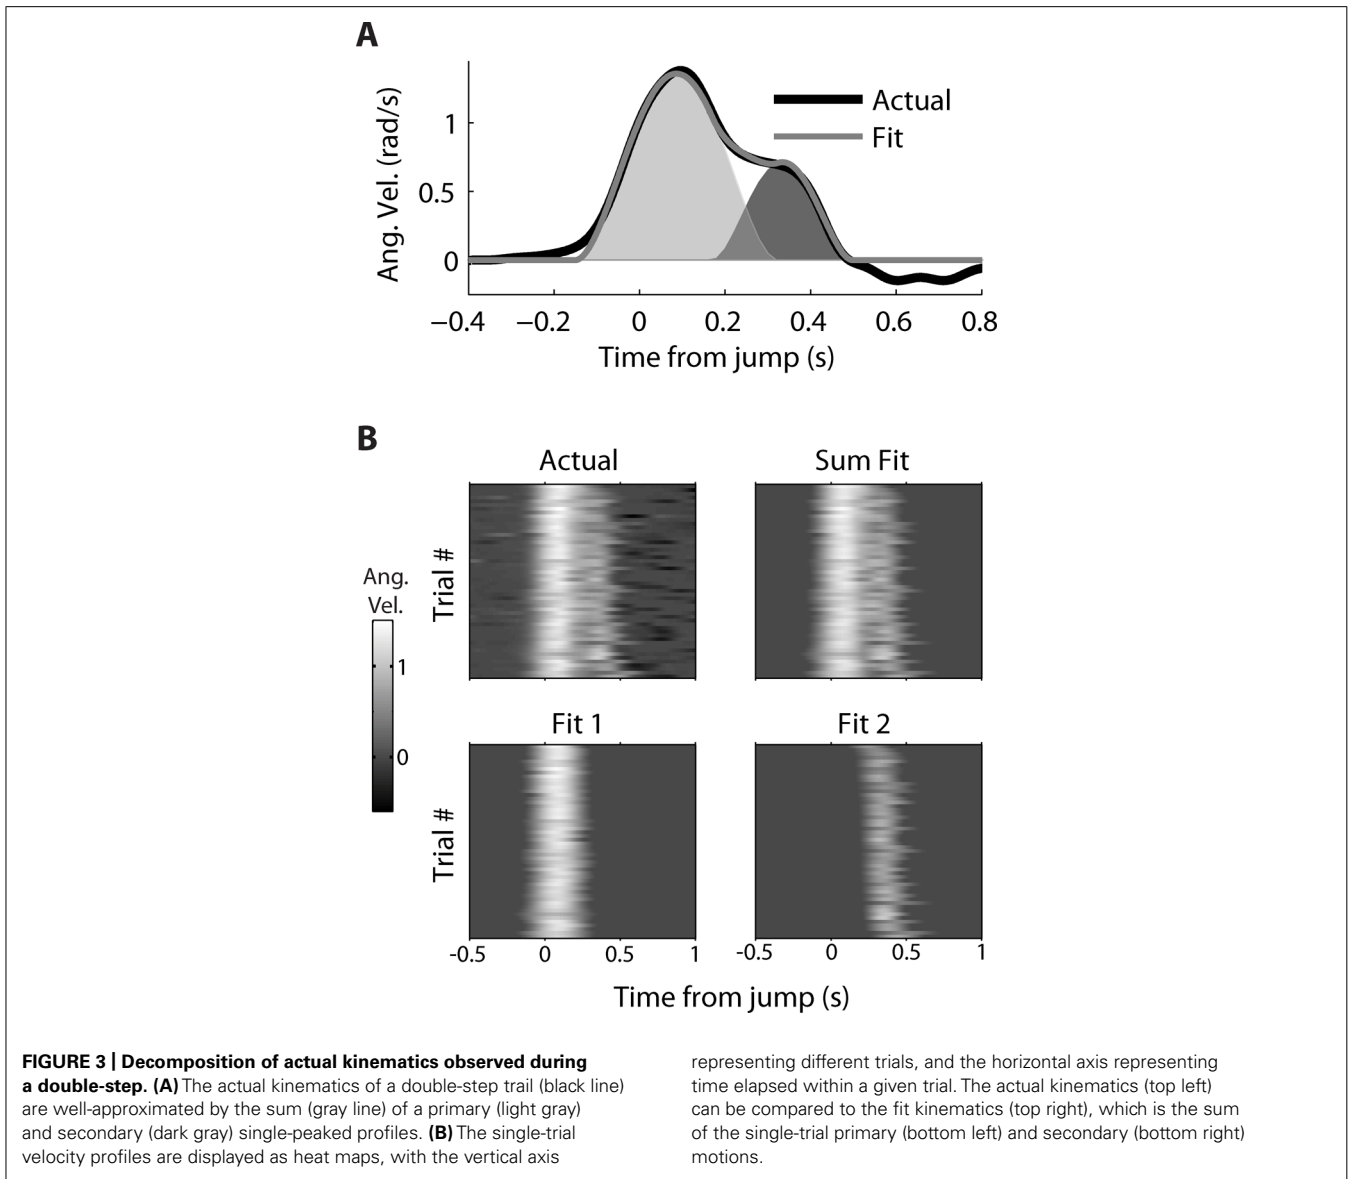 A
Ang. Vel. (rad/s)
1
0.5
0
Actual
Fit
−0.4 −0.2 0 0.2 0.4 0.6 0.8
Time from jump (s)
B
Actual
Sum Fit
Trial #
Ang.
Vel.
1
0
Fit 1
Fit 2
Trial #
-0.5 0 0.5 1
-0.5 0 0.5 1
Time from jump (s)
FIGURE 3 | Decomposition of actual kinematics observed during
a double-step. (A) The actual kinematics of a double-step trail (black line)
are well-approximated by the sum (gray line) of a primary (light gray)
and secondary (dark gray) single-peaked profiles. (B) The single-trial
velocity profiles are displayed as heat maps, with the vertical axis
representing different trials, and the horizontal axis representing
time elapsed within a given trial. The actual kinematics (top left)
can be compared to the fit kinematics (top right), which is the sum
of the single-trial primary (bottom left) and secondary (bottom right)
motions.